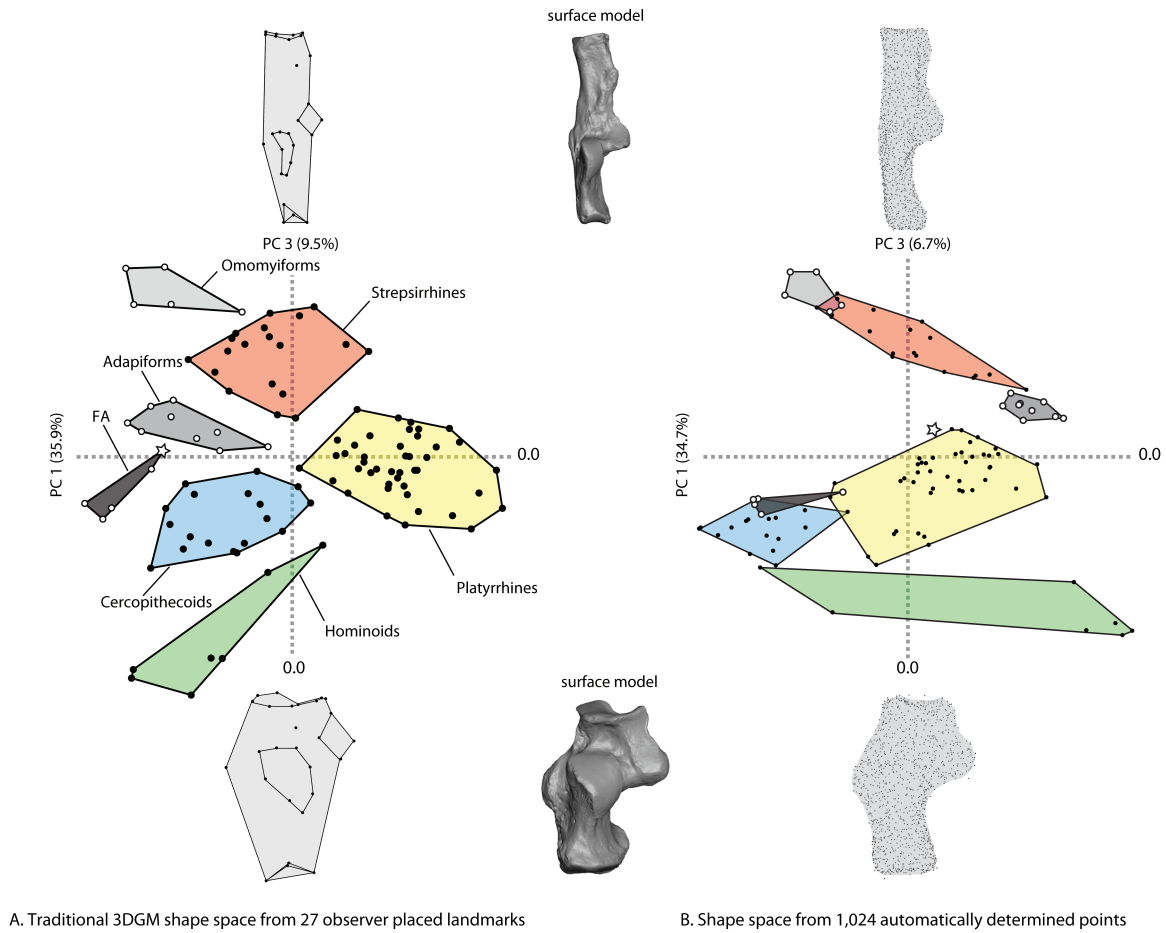 surface model
PC 3 (9.5%)
PC 3 (6.7%)
Omomyiforms
Strepsirrhines
Adapiforms
FA
PC 1 (35.9%)
0.0
PC 1 (34.7%)
0.0
Platyrrhines
Cercopithecoids
Hominoids
0.0
0.0
surface model
A. Traditional 3DGM shape space from 27 observer placed landmarks
B. Shape space from 1,024 automatically determined points